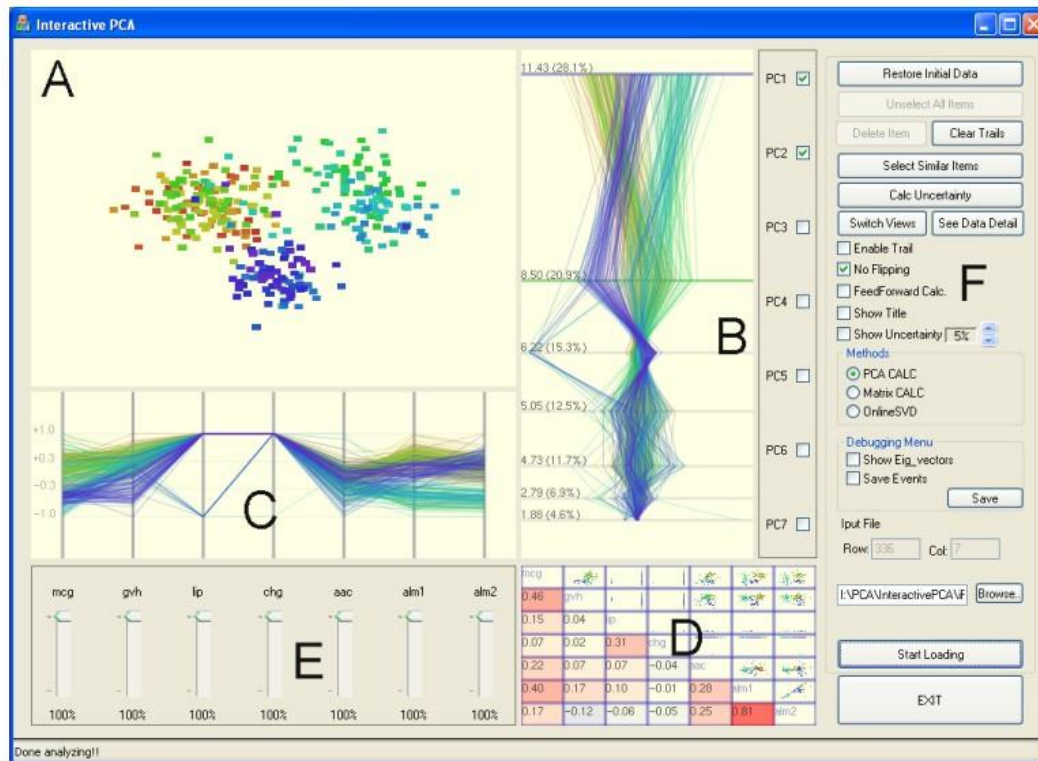 Interactive PCA
A
11.43 (28.1%)
8.50 (20.9%)
6.22 (15.3%)
5.05 (12.5%)
4.73 (11.7%)
2.79 (6.9%)
1.88 (4.6%)
B
PC1
PC2
PC3
PC4
PC5
PC6
PC7
+1.0
+0.3
-0.3
-1.0
C
mcg gvh lip chg aac alm1 alm2
E
100% 100% 100% 100% 100% 100% 100%
mcg
0.46 gvh
0.15 0.04 lip
0.07 0.02 0.31 chg
0.22 0.07 0.07 -0.04 aac
0.40 0.17 0.10 -0.01 0.28 alm1
0.17 -0.12 -0.06 -0.05 0.25 0.81 alm2
D
Restore Initial Data
Unselect All Items
Delete Item Clear Trails
Select Similar Items
Calc Uncertainty
Switch Views See Data Detail
Enable Trail
No Flipping
FeedForward Calc.
Show Title
Show Uncertainty 5%
F
Methods
PCA CALC
Matrix CALC
OnlineSVD
Debugging Menu
Show Eig_vectors
Save Events
Save
Iput File
Row: 336 Col: 7
I:\PCA\InteractivePCA\iF Browse..
Start Loading
EXIT
Done analyzing!!